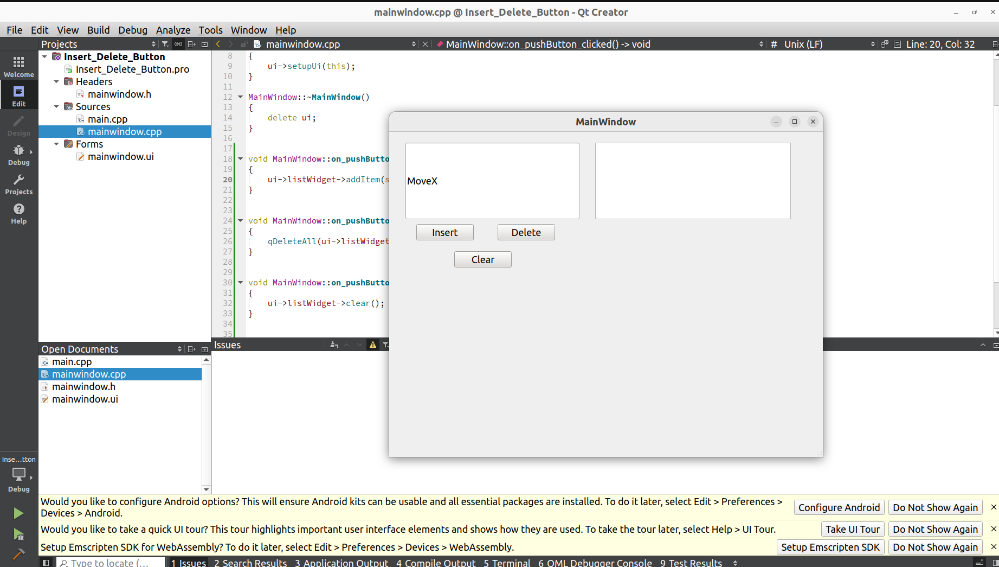 mainwindow.cpp @ Insert_Delete_Button - Qt Creator
File Edit View Build Debug Analyze Tools Window Help
Projects
mainwindow.cpp
MainWindow::on_pushButton_clicked() -> void
# Unix (LF)
Line: 20, Col: 32
Welcome
Edit
Design
Debug
Projects
Help
Inse...tton
Debug
Insert_Delete_Button
Insert_Delete_Button.pro
Headers
mainwindow.h
Sources
main.cpp
mainwindow.cpp
Forms
mainwindow.ui
Open Documents
main.cpp
mainwindow.cpp
mainwindow.h
mainwindow.ui
8 {
9 ui->setupUi(this);
10 }
11
12 MainWindow::~MainWindow()
13 {
14 delete ui;
15 }
16
17
18 void MainWindow::on_pushButto
19 {
20 ui->listWidget->addItem(s
21 }
22
23
24 void MainWindow::on_pushButto
25 {
26 qDeleteAll(ui->listWidget
27 }
28
29
30 void MainWindow::on_pushButto
31 {
32 ui->listWidget->clear();
33 }
34
35
Issues
MainWindow
MoveX
Insert
Delete
Clear
Would you like to configure Android options? This will ensure Android kits can be usable and all essential packages are installed. To do it later, select Edit > Preferences >
Devices > Android.
Configure Android
Do Not Show Again
Would you like to take a quick UI tour? This tour highlights important user interface elements and shows how they are used. To take the tour later, select Help > UI Tour.
Take UI Tour
Do Not Show Again
Setup Emscripten SDK for WebAssembly? To do it later, select Edit > Preferences > Devices > WebAssembly.
Setup Emscripten SDK
Do Not Show Again
Type to locate (...
1 Issues 2 Search Results 3 Application Output 4 Compile Output 5 Terminal 6 QML Debugger Console 9 Test Results